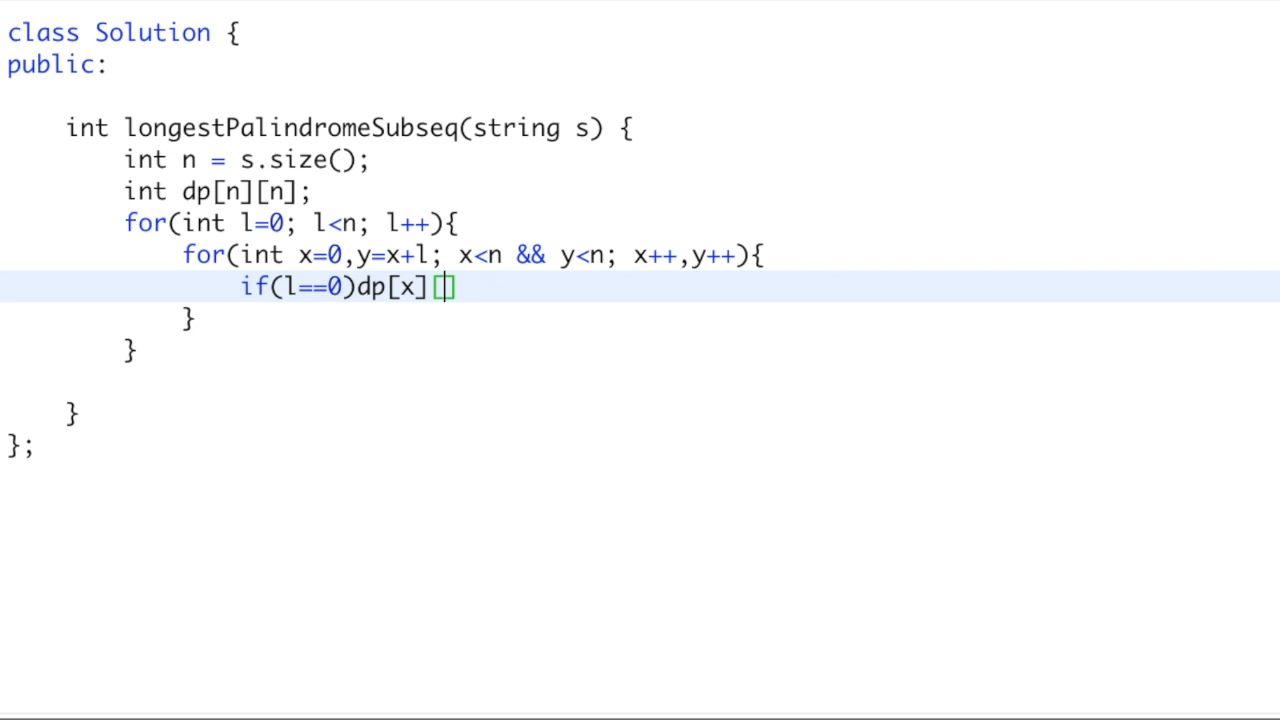 class Solution {
public:
    int longestPalindromeSubseq(string s) {
        int n = s.size();
        int dp[n][n];
        for(int l=0; l<n; l++){
            for(int x=0,y=x+l; x<n && y<n; x++,y++){
                if(l==0)dp[x][]
            }
        }
    }
};